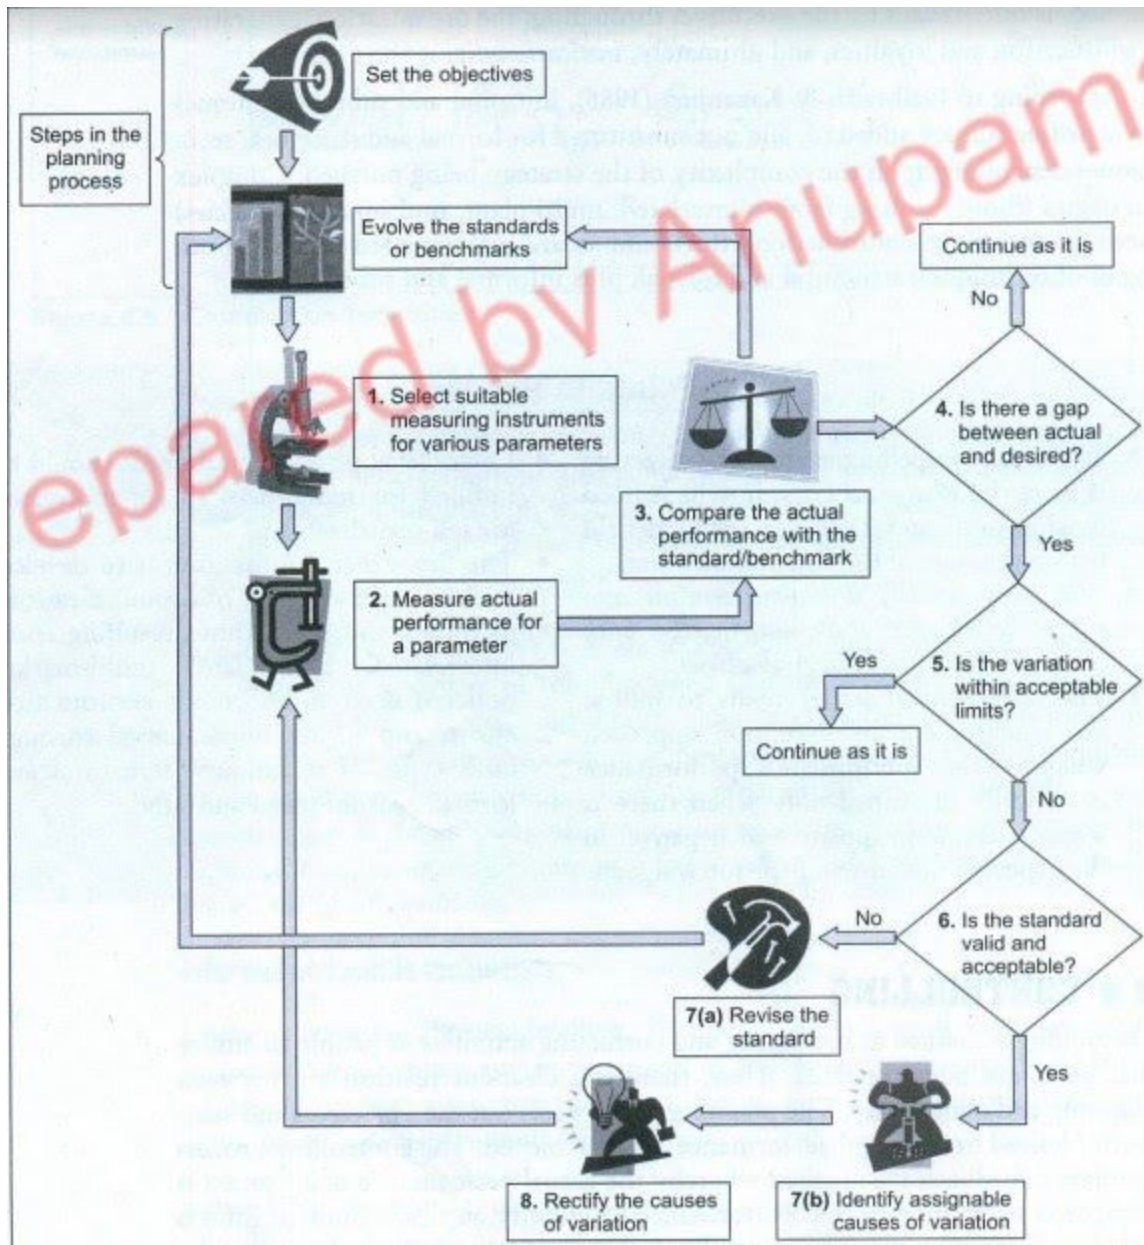 Set the objectives
Steps in the
planning
process
Evolve the standards
or benchmarks
Continue as it is
No
1. Select suitable
measuring instruments
for various parameters
4. Is there a gap
between actual
and desired?
3. Compare the actual
performance with the
standard/benchmark
Yes
2. Measure actual
performance for
a parameter
Yes
5. Is the variation
within acceptable
limits?
Continue as it is
No
No
6. Is the standard
valid and
acceptable?
7(a) Revise the
standard
Yes
8. Rectify the causes
of variation
7(b) Identify assignable
causes of variation
epared by Anupam